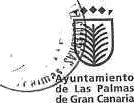 Ayuntamiento
de Las Palmas
de Gran Canaria